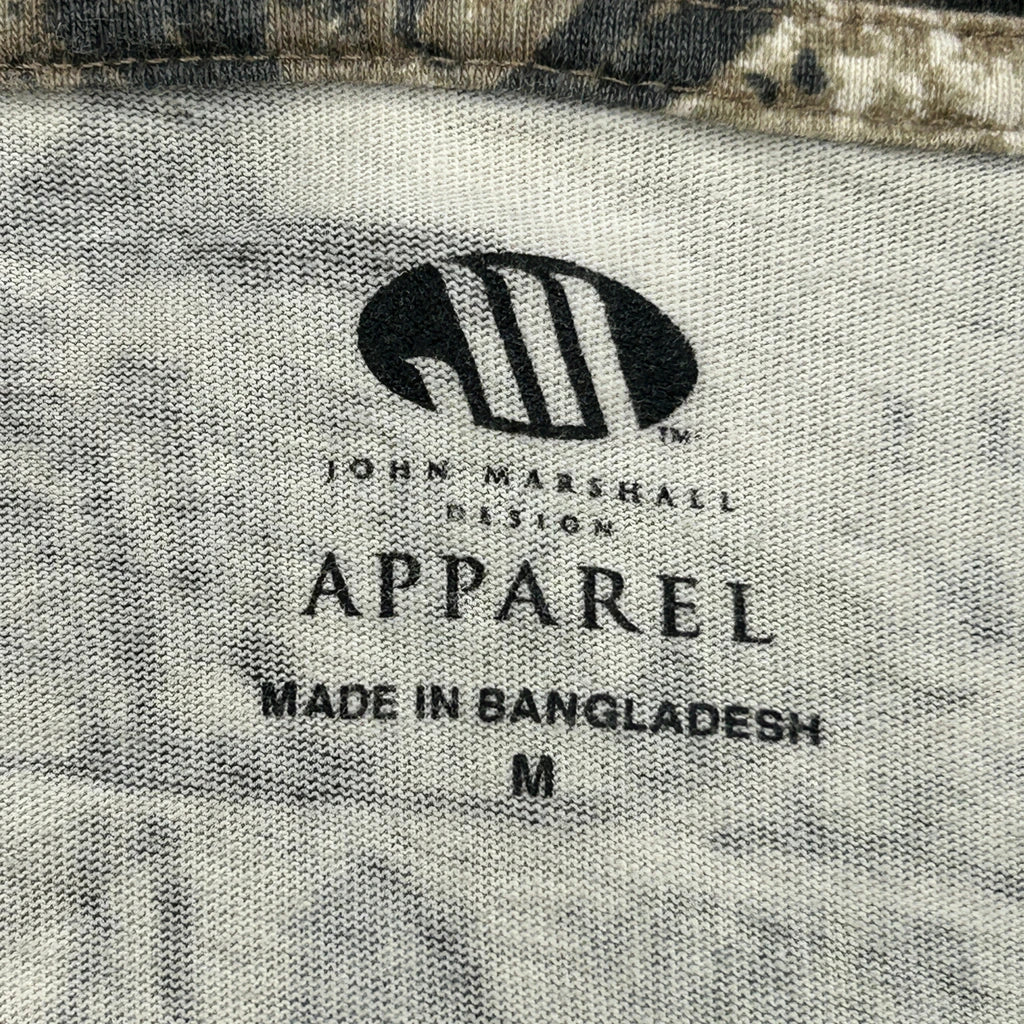 TM
JOHN MARSHALL
DESIGN
APPAREL
MADE IN BANGLADESH
M